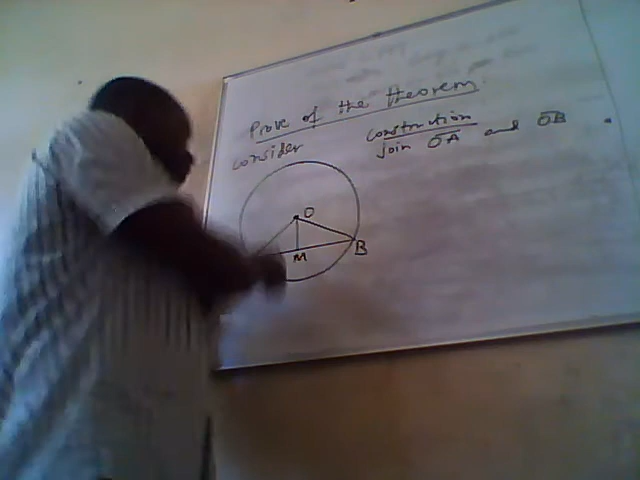 Prove of the theorem
consider
construction
join OA and OB
O
M
B